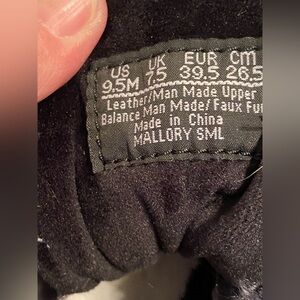 US UK EUR Cm
9.5M 7.5 39.5 26.5
Leather/Man Made Upper
Balance Man Made/Faux Fur
Made in China
MALLORY SML